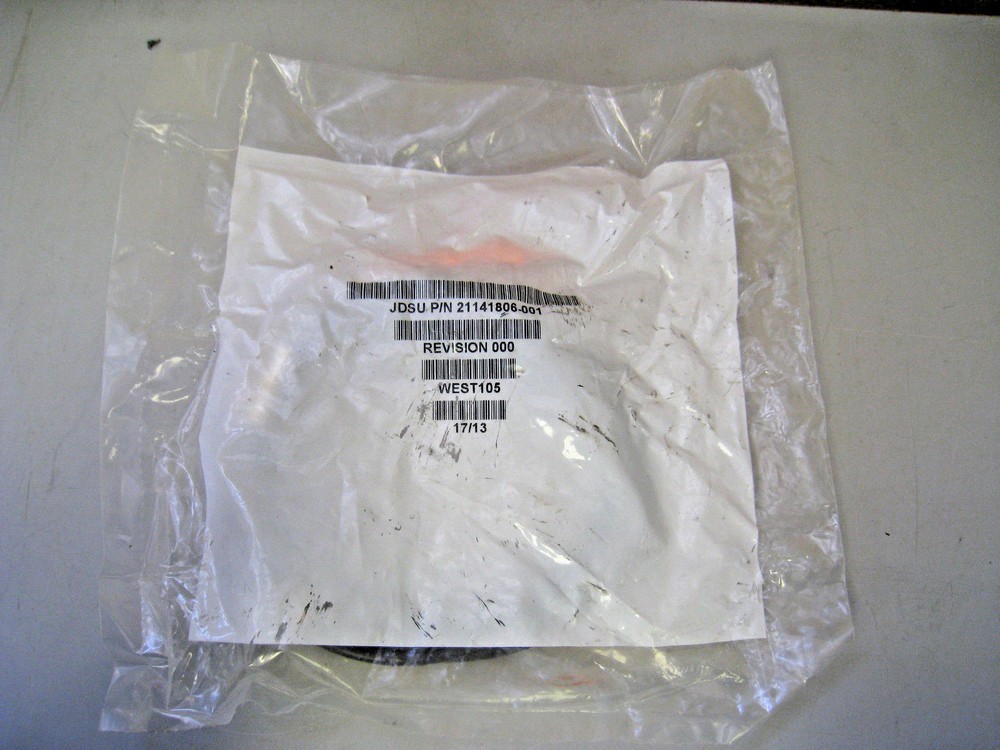 JDSU P/N 21141806-001
REVISION 000
WEST105
17/13